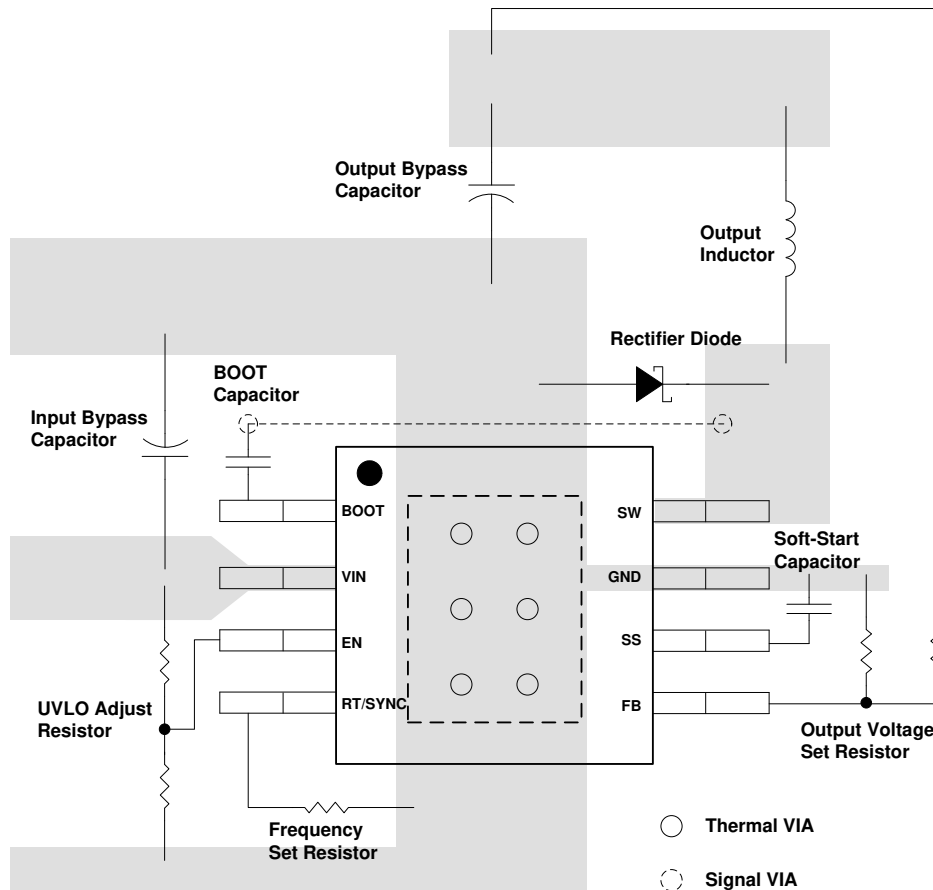 Output Bypass
Capacitor
Output
Inductor
Rectifier Diode
BOOT
Capacitor
Input Bypass
Capacitor
BOOT
SW
Soft-Start
Capacitor
VIN
GND
EN
SS
UVLO Adjust
Resistor
RT/SYNC
FB
Output Voltage
Set Resistor
Frequency
Set Resistor
Thermal VIA
Signal VIA